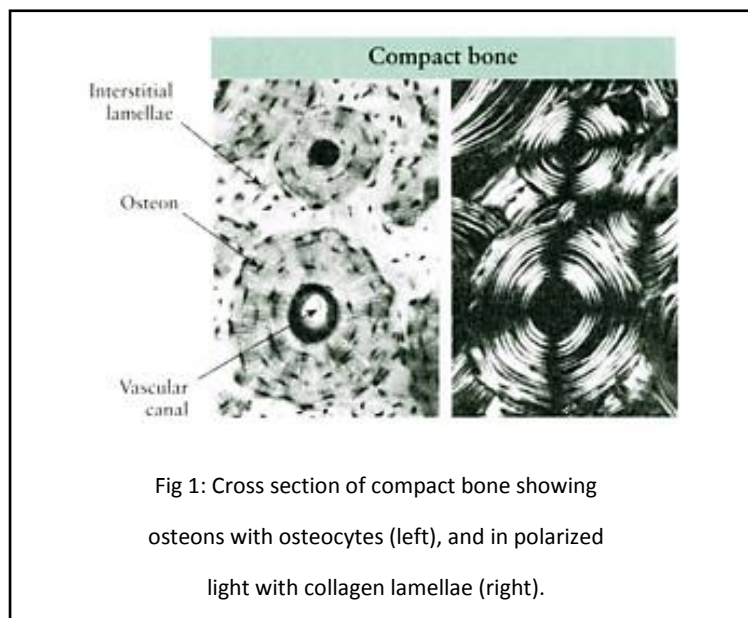 Compact bone
Interstitial
lamellae
Osteon
Vascular
canal
Fig 1: Cross section of compact bone showing
osteons with osteocytes (left), and in polarized
light with collagen lamellae (right).